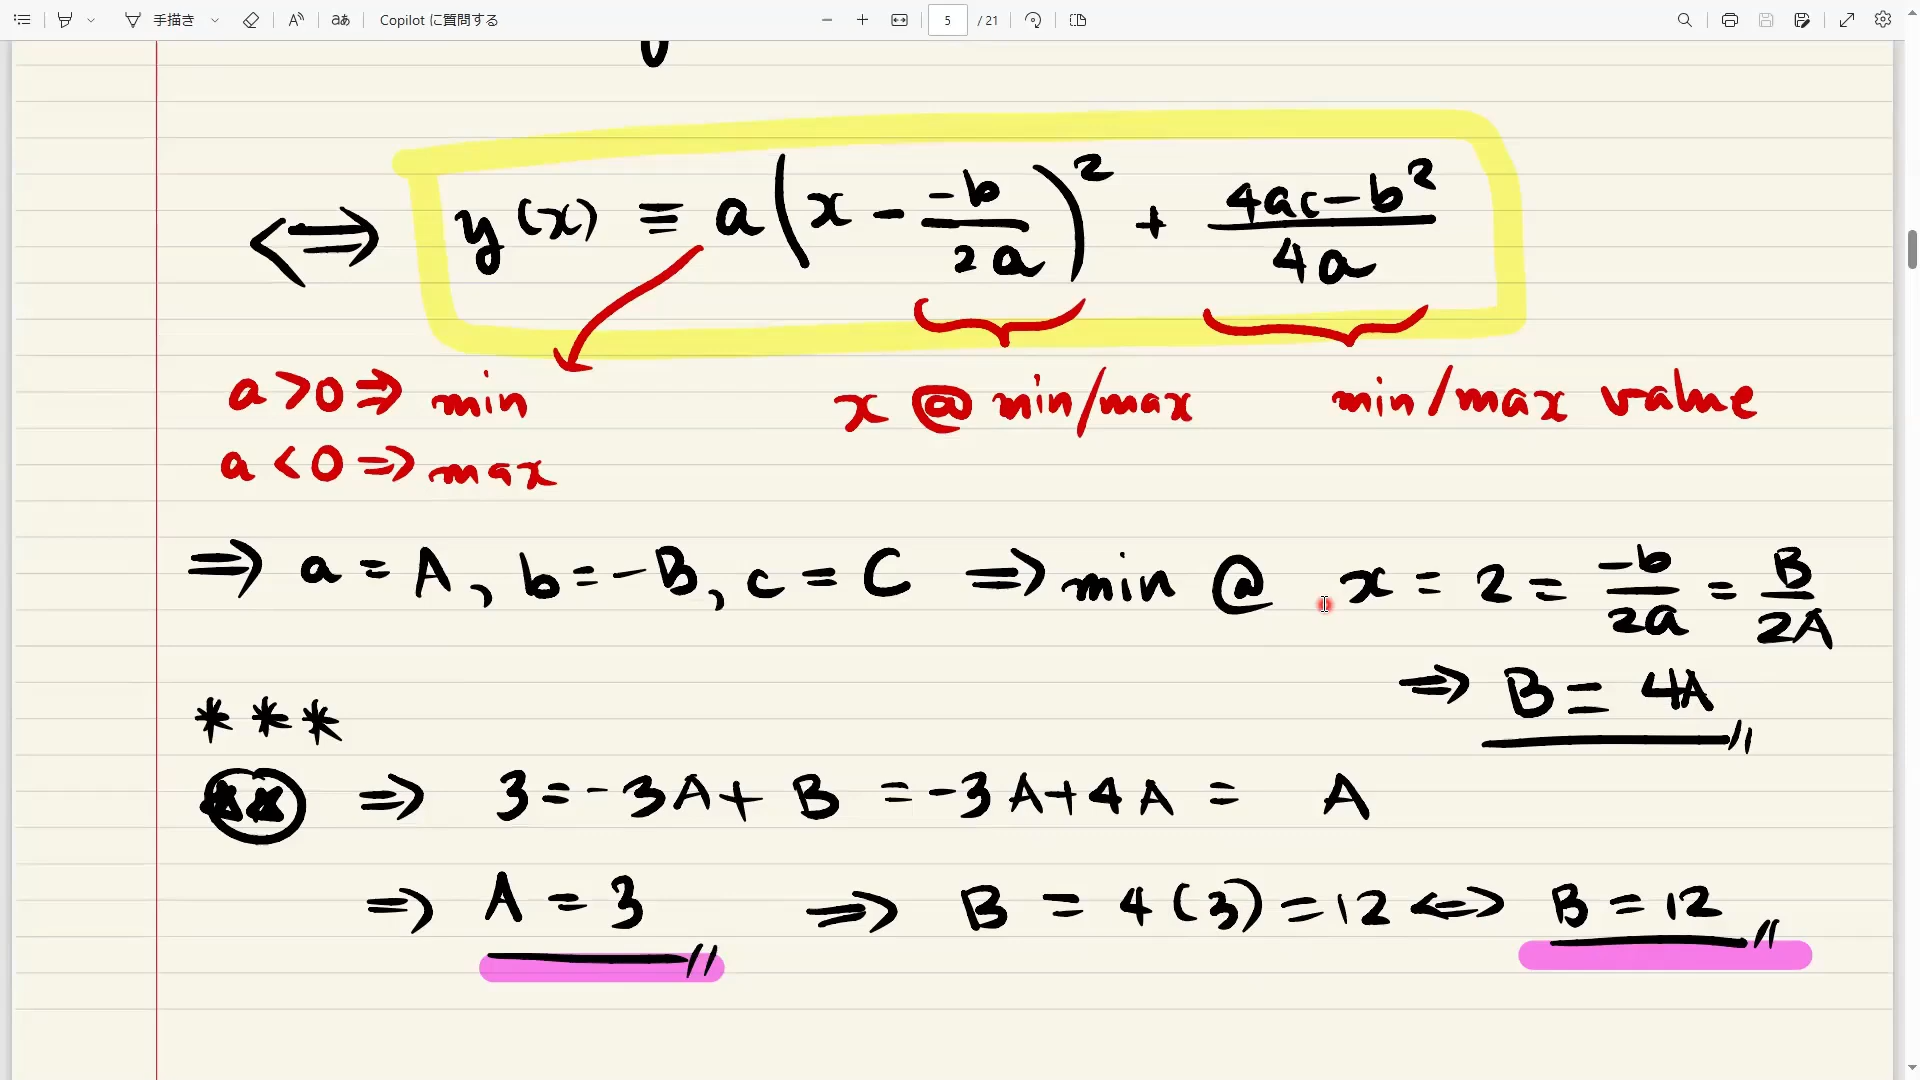 手描き Copilot に質問する 5 / 21
⟺ y(x) ≡ a(x - -b/2a)² + 4ac-b²/4a
a > 0 ⇒ min x @ min/max min/max value
a < 0 ⇒ max
⇒ a = A, b = -B, c = C ⇒ min @ x = 2 = -b/2a = B/2A
⇒ B = 4A
***
** ⇒ 3 = -3A + B = -3A + 4A = A
⇒ A = 3 ⇒ B = 4(3) = 12 ⟺ B = 12